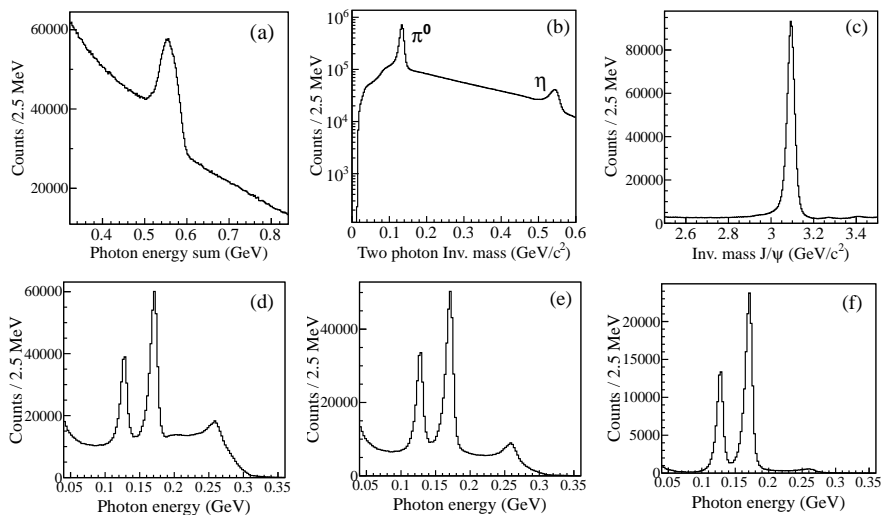 (a)
60000
40000
20000
Counts /2.5 MeV
0.4 0.5 0.6 0.7 0.8
Photon energy sum (GeV)
(b)
π⁰
η
10⁶
10⁵
10⁴
10³
Counts / 2.5 MeV
0 0.1 0.2 0.3 0.4 0.5 0.6
Two photon Inv. mass (GeV/c²)
(c)
80000
60000
40000
20000
0
Counts / 2.5 MeV
2.6 2.8 3 3.2 3.4
Inv. mass J/ψ (GeV/c²)
(d)
60000
40000
20000
0
Counts / 2.5 MeV
0.05 0.1 0.15 0.2 0.25 0.3 0.35
Photon energy (GeV)
(e)
40000
20000
0
Counts / 2.5 MeV
0.05 0.1 0.15 0.2 0.25 0.3 0.35
Photon energy (GeV)
(f)
20000
15000
10000
5000
0
Counts / 2.5 MeV
0.05 0.1 0.15 0.2 0.25 0.3 0.35
Photon energy (GeV)